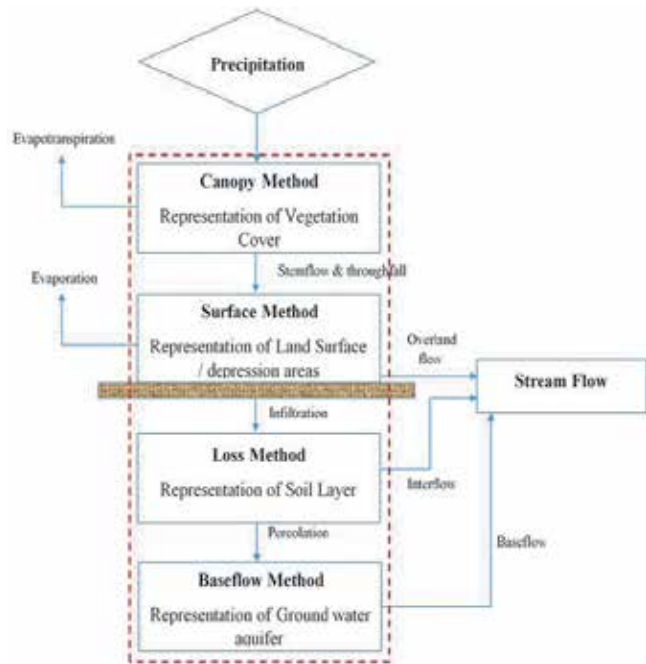 Precipitation
Evapotranspiration
Canopy Method
Representation of Vegetation
Cover
Stemflow & throughfall
Evaporation
Surface Method
Representation of Land Surface
/ depression areas
Overland
flow
Stream Flow
Infiltration
Loss Method
Representation of Soil Layer
Interflow
Percolation
Baseflow
Baseflow Method
Representation of Ground water
aquifer